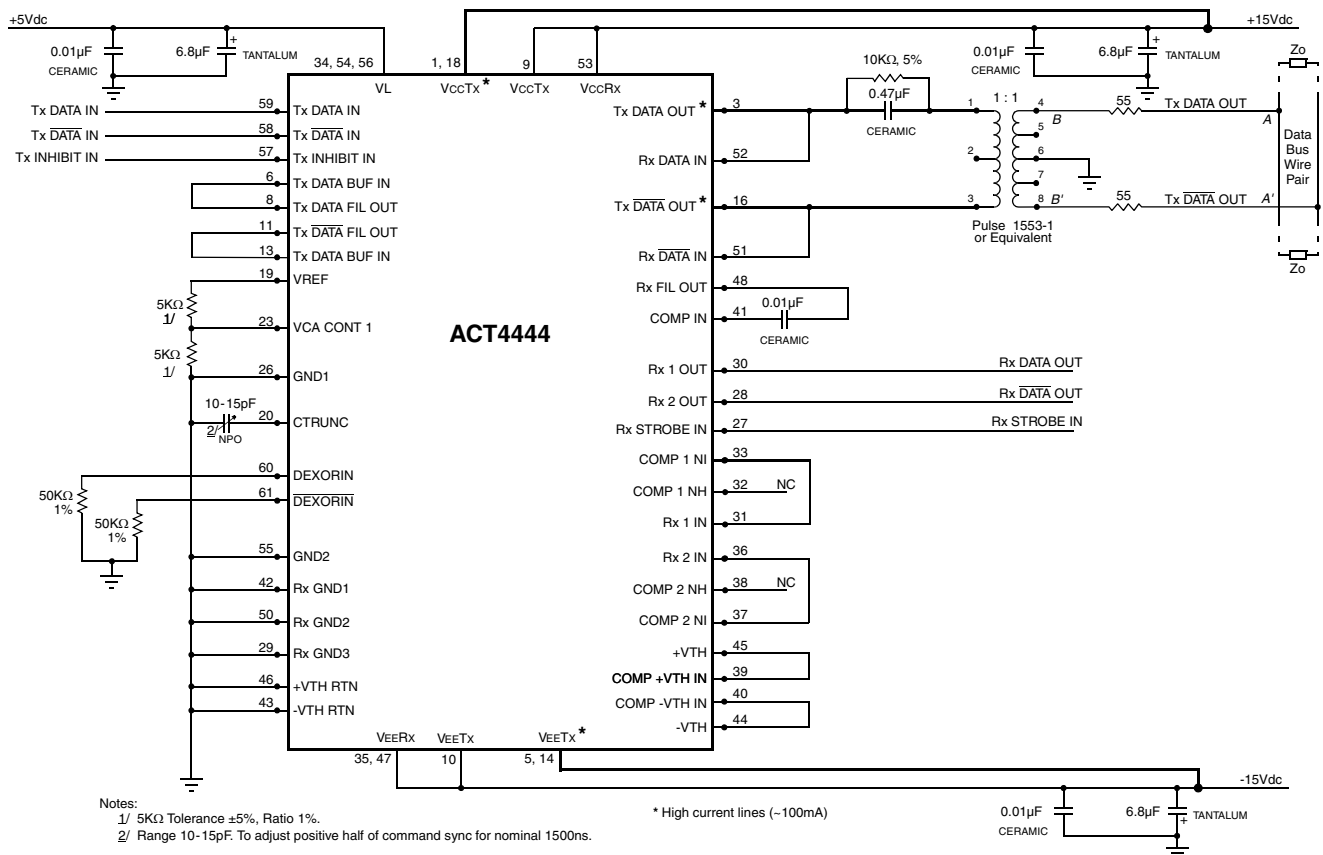 +5Vdc
+15Vdc
0.01µF
CERAMIC
6.8µF
+
TANTALUM
34, 54, 56
VL
1, 18
VCCTX *
9
VCCTX
53
VCCRX
0.01µF
CERAMIC
6.8µF
+
TANTALUM
10KΩ, 5%
0.47µF
CERAMIC
Tx DATA IN
59
Tx DATA IN
Tx D̅A̅T̅A̅ IN
58
Tx D̅A̅T̅A̅ IN
Tx INHIBIT IN
57
Tx INHIBIT IN
6
Tx DATA BUF IN
8
Tx DATA FIL OUT
11
Tx D̅A̅T̅A̅ FIL OUT
13
Tx DATA BUF IN
19
VREF
5KΩ
1/
23
VCA CONT 1
5KΩ
1/
26
GND1
10-15pF
2/
NPO
20
CTRUNC
60
DEXORIN
61
D̅E̅X̅O̅R̅I̅N̅
50KΩ
1%
50KΩ
1%
55
GND2
42
Rx GND1
50
Rx GND2
29
Rx GND3
46
+VTH RTN
43
-VTH RTN
ACT4444
Tx DATA OUT *
3
Rx DATA IN
52
Tx D̅A̅T̅A̅ OUT *
16
Rx D̅A̅T̅A̅ IN
51
Rx FIL OUT
48
COMP IN
41
0.01µF
CERAMIC
Rx 1 OUT
30
Rx DATA OUT
Rx 2 OUT
28
Rx D̅A̅T̅A̅ OUT
Rx STROBE IN
27
Rx STROBE IN
COMP 1 NI
33
COMP 1 NH
32
NC
Rx 1 IN
31
Rx 2 IN
36
COMP 2 NH
38
NC
COMP 2 NI
37
+VTH
45
COMP +VTH IN
39
COMP -VTH IN
40
-VTH
44
1
1 : 1
4
B
2
5
6
7
3
8
B'
Pulse 1553-1
or Equivalent
55
Tx DATA OUT
A
55
Tx D̅A̅T̅A̅ OUT
A'
Zo
Data
Bus
Wire
Pair
Zo
VEERX
35, 47
VEETX
10
VEETX *
5, 14
-15Vdc
0.01µF
CERAMIC
6.8µF
+
TANTALUM
* High current lines (~100mA)
Notes:
1/ 5KΩ Tolerance ±5%, Ratio 1%.
2/ Range 10-15pF. To adjust positive half of command sync for nominal 1500ns.